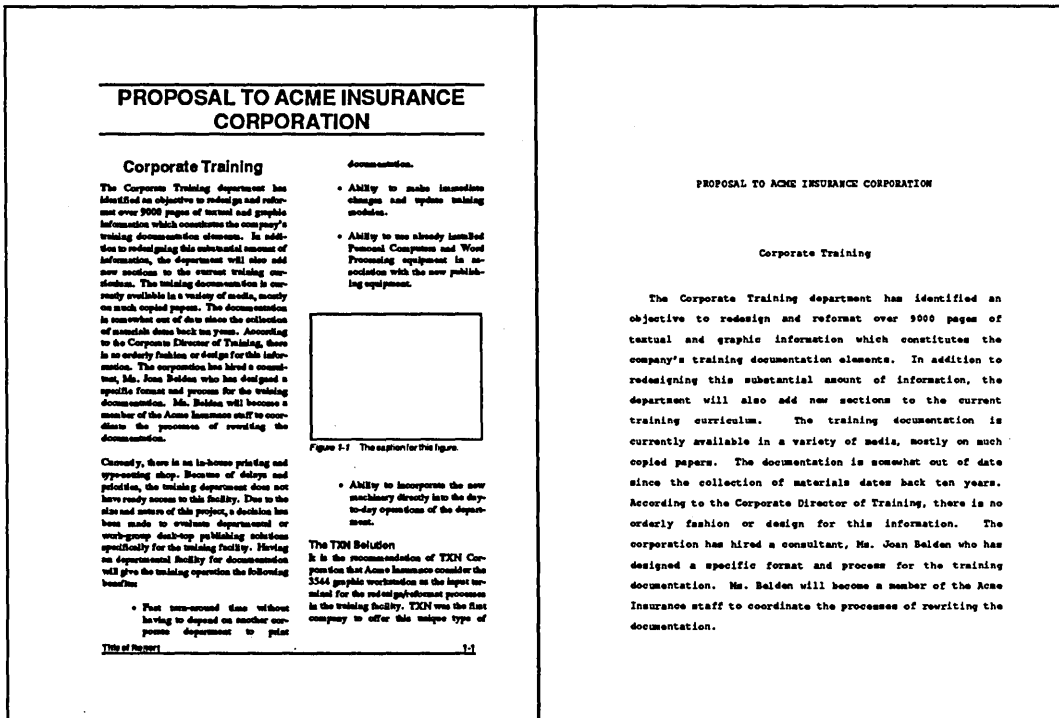 PROPOSAL TO ACME INSURANCE
CORPORATION
Corporate Training
The Corporate Training department has
identified an objective to redesign and refor-
mat over 9000 pages of textual and graphic
information which constitutes the company's
training documentation elements. In addi-
tion to redesigning this substantial amount of
information, the department will also add
new sections to the current training cur-
riculum. The training documentation is cur-
rently available in a variety of media, mostly
on much copied papers. The documentation
is somewhat out of date since the collection
of materials dates back ten years. According
to the Corporate Director of Training, there
is no orderly fashion or design for this infor-
mation. The corporation has hired a consul-
tant, Ms. Joan Belden who has designed a
specific format and process for the training
documentation. Ms. Belden will become a
member of the Acme Insurance staff to coor-
dinate the processes of rewriting the
documentation.
Currently, there is an in-house printing and
type-setting shop. Because of delays and
priorities, the training department does not
have ready access to this facility. Due to the
size and nature of this project, a decision has
been made to evaluate departmental or
work-group desk-top publishing solutions
specifically for the training facility. Having
an departmental facility for documentation
will give the training operation the following
benefits:
• Fast turn-around time without
having to depend on another cor-
porate department to print
documentation.
• Ability to make immediate
changes and update training
modules.
• Ability to use already installed
Personal Computers and Word
Processing equipment in as-
sociation with the new publish-
ing equipment.
Figure 1-1 The caption for this figure.
• Ability to incorporate the new
machinery directly into the day-
to-day operations of the depart-
ment.
The TXN Solution
It is the recommendation of TXN Cor-
poration that Acme Insurance consider the
3544 graphic workstation as the input ter-
minal for the redesign/reformat processes
in the training facility. TXN was the first
company to offer this unique type of
Title of Report 1-1
PROPOSAL TO ACME INSURANCE CORPORATION
Corporate Training
The Corporate Training department has identified an
objective to redesign and reformat over 9000 pages of
textual and graphic information which constitutes the
company's training documentation elements. In addition to
redesigning this substantial amount of information, the
department will also add new sections to the current
training curriculum. The training documentation is
currently available in a variety of media, mostly on much
copied papers. The documentation is somewhat out of date
since the collection of materials dates back ten years.
According to the Corporate Director of Training, there is no
orderly fashion or design for this information. The
corporation has hired a consultant, Ms. Joan Belden who has
designed a specific format and process for the training
documentation. Ms. Belden will become a member of the Acme
Insurance staff to coordinate the processes of rewriting the
documentation.